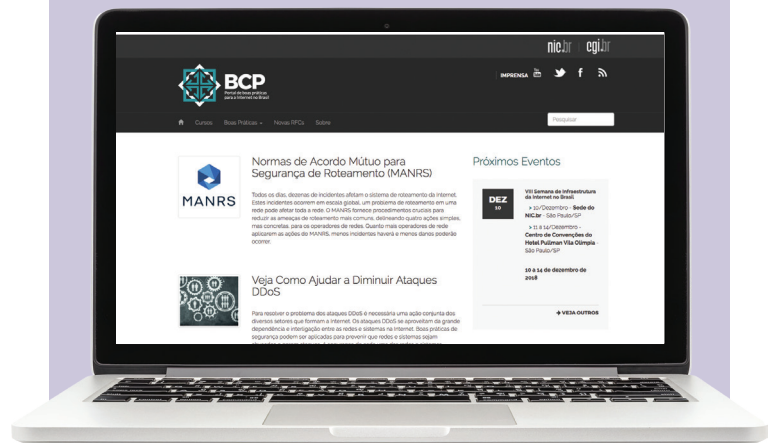 nic.br cgi.br
BCP
Portal de boas práticas
para a Internet no Brasil
IMPRENSA
Cursos Boas Práticas Novas RFCs Sobre
Pesquisar
MANRS
Normas de Acordo Mútuo para
Segurança de Roteamento (MANRS)
Todos os dias, dezenas de incidentes afetam o sistema de roteamento da Internet.
Estes incidentes ocorrem em escala global, um problema de roteamento em uma
rede pode afetar toda a rede. O MANRS fornece procedimentos cruciais para
reduzir as ameaças de roteamento mais comuns, delineando quatro ações simples,
mas concretas, para os operadores de redes. Quanto mais operadores de rede
aplicarem as ações do MANRS, menos incidentes haverá e menos danos poderão
ocorrer.
Veja Como Ajudar a Diminuir Ataques
DDoS
Para resolver o problema dos ataques DDoS é necessária uma ação conjunta dos
diversos setores que formam a Internet. Os ataques DDoS se aproveitam da grande
dependência e interligação entre as redes e sistemas na Internet. Boas práticas de
segurança podem ser aplicadas para prevenir que redes e sistemas sejam
Próximos Eventos
DEZ
10
VIII Semana de Infraestrutura
da Internet no Brasil
> 10/Dezembro - Sede do
NIC.br - São Paulo/SP
> 11 a 14/Dezembro -
Centro de Convenções do
Hotel Pullman Vila Olímpia -
São Paulo/SP
10 a 14 de dezembro de
2018
→ VEJA OUTROS